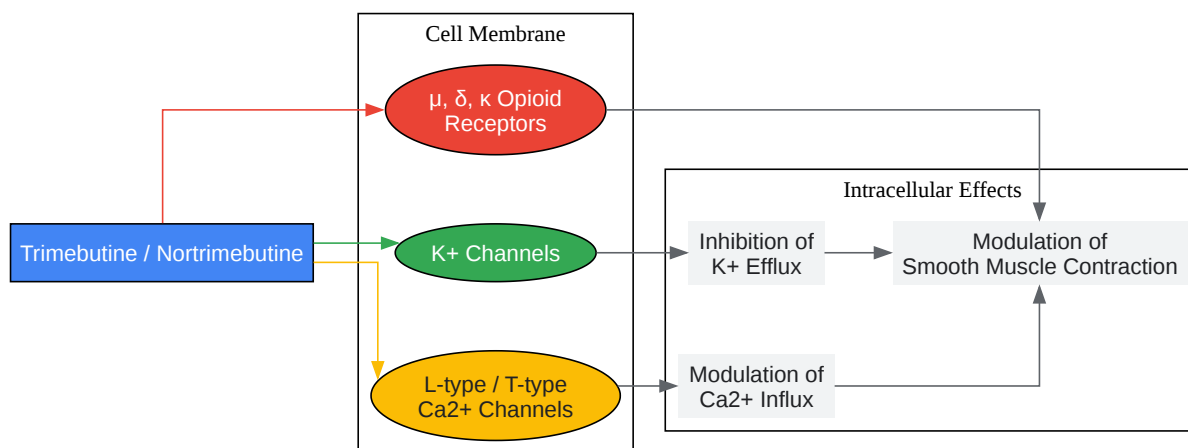 Cell Membrane
μ, δ, κ Opioid
Receptors
Intracellular Effects
Trimebutine / Nortrimebutine
K+ Channels
Inhibition of
K+ Efflux
Modulation of
Smooth Muscle Contraction
L-type / T-type
Ca2+ Channels
Modulation of
Ca2+ Influx